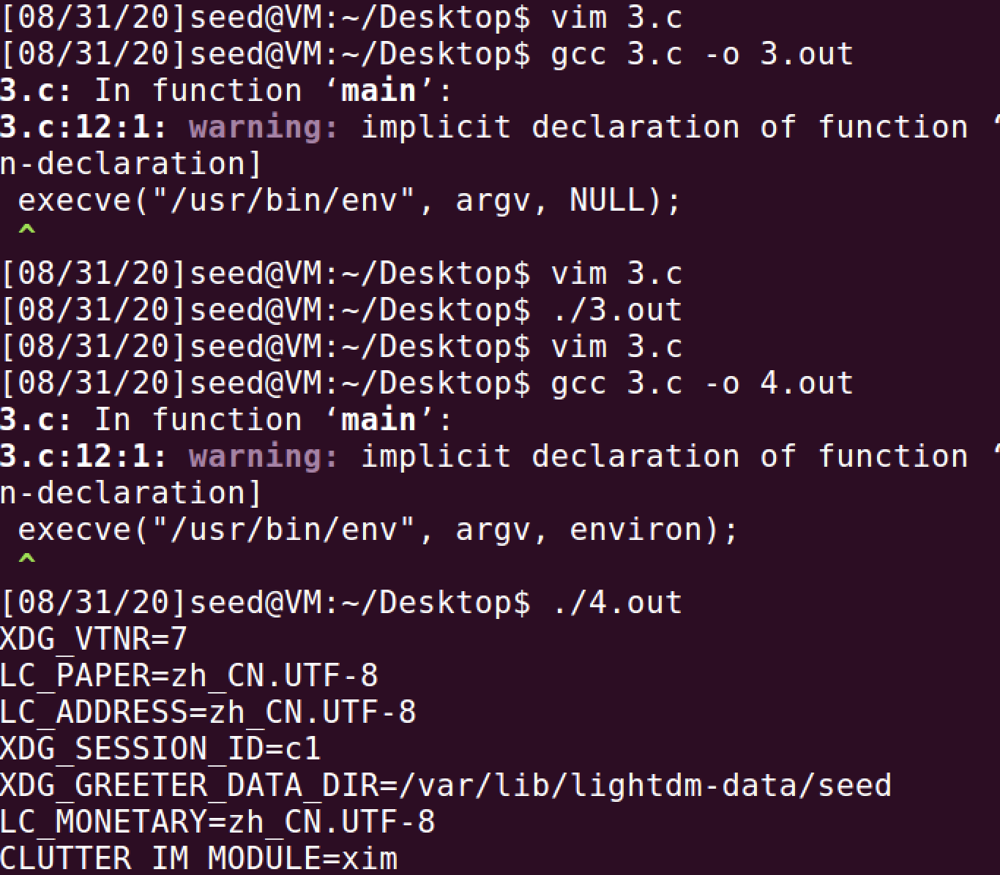 [08/31/20]seed@VM:~/Desktop$ vim 3.c
[08/31/20]seed@VM:~/Desktop$ gcc 3.c -o 3.out
3.c: In function ‘main’:
3.c:12:1: warning: implicit declaration of function ‘
n-declaration]
 execve("/usr/bin/env", argv, NULL);
 ^
[08/31/20]seed@VM:~/Desktop$ vim 3.c
[08/31/20]seed@VM:~/Desktop$ ./3.out
[08/31/20]seed@VM:~/Desktop$ vim 3.c
[08/31/20]seed@VM:~/Desktop$ gcc 3.c -o 4.out
3.c: In function ‘main’:
3.c:12:1: warning: implicit declaration of function ‘
n-declaration]
 execve("/usr/bin/env", argv, environ);
 ^
[08/31/20]seed@VM:~/Desktop$ ./4.out
XDG_VTNR=7
LC_PAPER=zh_CN.UTF-8
LC_ADDRESS=zh_CN.UTF-8
XDG_SESSION_ID=c1
XDG_GREETER_DATA_DIR=/var/lib/lightdm-data/seed
LC_MONETARY=zh_CN.UTF-8
CLUTTER_IM_MODULE=xim